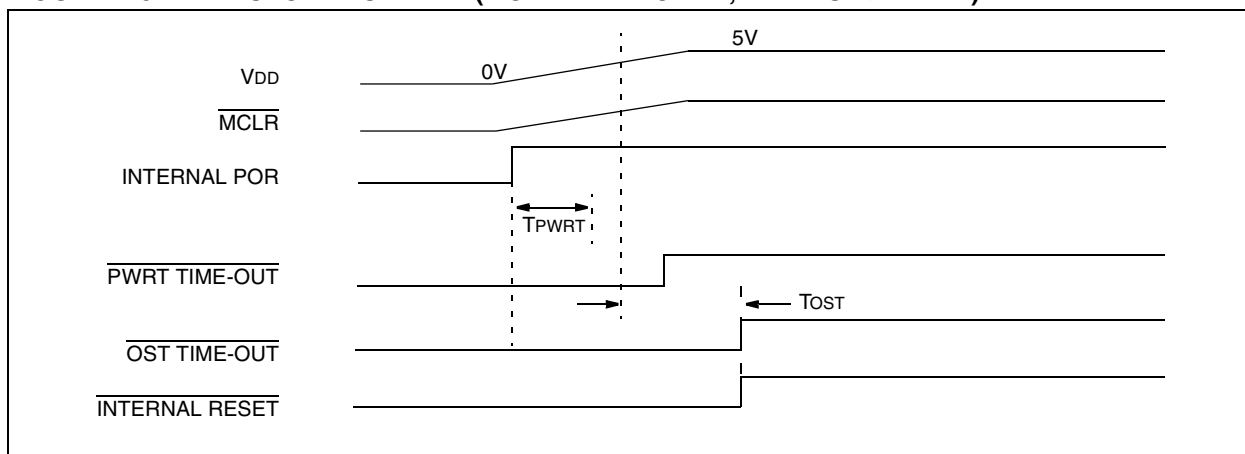 5V
VDD
0V
MCLR
INTERNAL POR
TPWRT
PWRT TIME-OUT
TOST
OST TIME-OUT
INTERNAL RESET